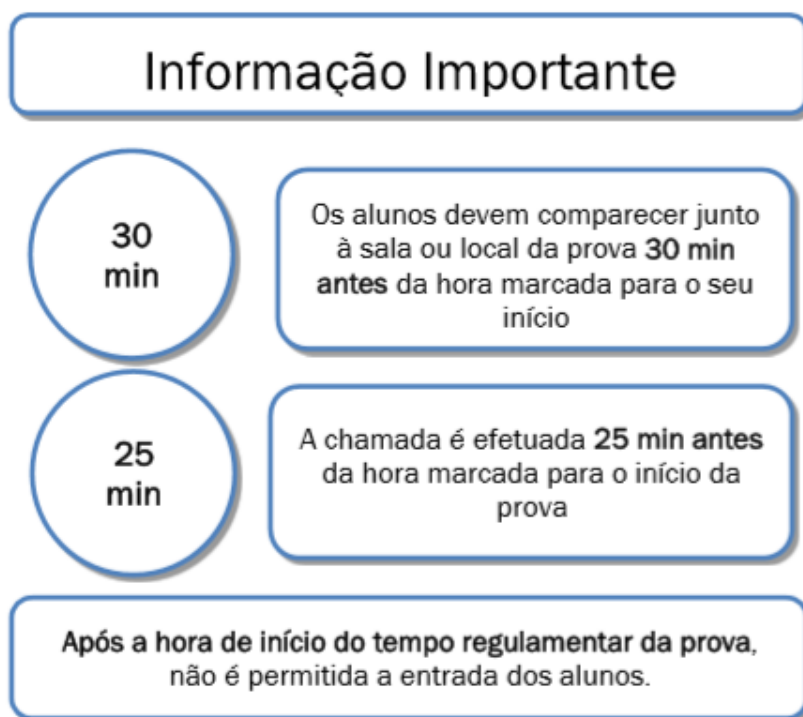 Informação Importante
30
min
Os alunos devem comparecer junto
à sala ou local da prova 30 min
antes da hora marcada para o seu
início
25
min
A chamada é efetuada 25 min antes
da hora marcada para o início da
prova
Após a hora de início do tempo regulamentar da prova,
não é permitida a entrada dos alunos.